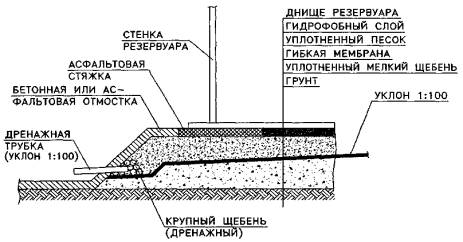 СТЕНКА
РЕЗЕРВУАРА
АСФАЛЬТОВАЯ
СТЯЖКА
БЕТОННАЯ ИЛИ АС-
ФАЛЬТОВАЯ ОТМОСТКА
ДРЕНАЖНАЯ
ТРУБКА
(УКЛОН 1:100)
ДНИЩЕ РЕЗЕРВУАРА
ГИДРОФОБНЫЙ СЛОЙ
УПЛОТНЕННЫЙ ПЕСОК
ГИБКАЯ МЕМБРАНА
УПЛОТНЕННЫЙ МЕЛКИЙ ЩЕБЕНЬ
ГРУНТ
УКЛОН 1:100
КРУПНЫЙ ЩЕБЕНЬ
(ДРЕНАЖНЫЙ)